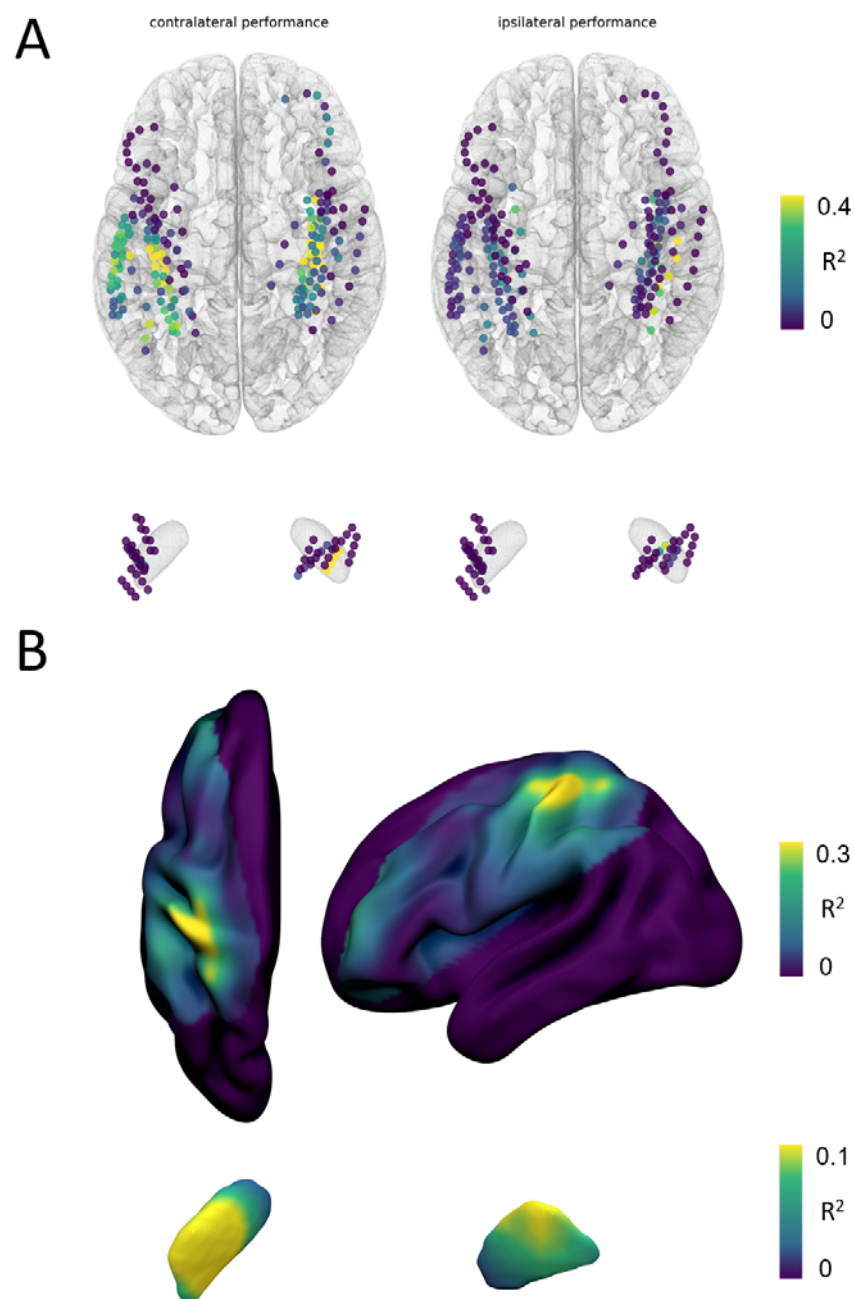 contralateral performance
ipsilateral performance
A
0.4
R²
0
B
0.3
R²
0
0.1
R²
0